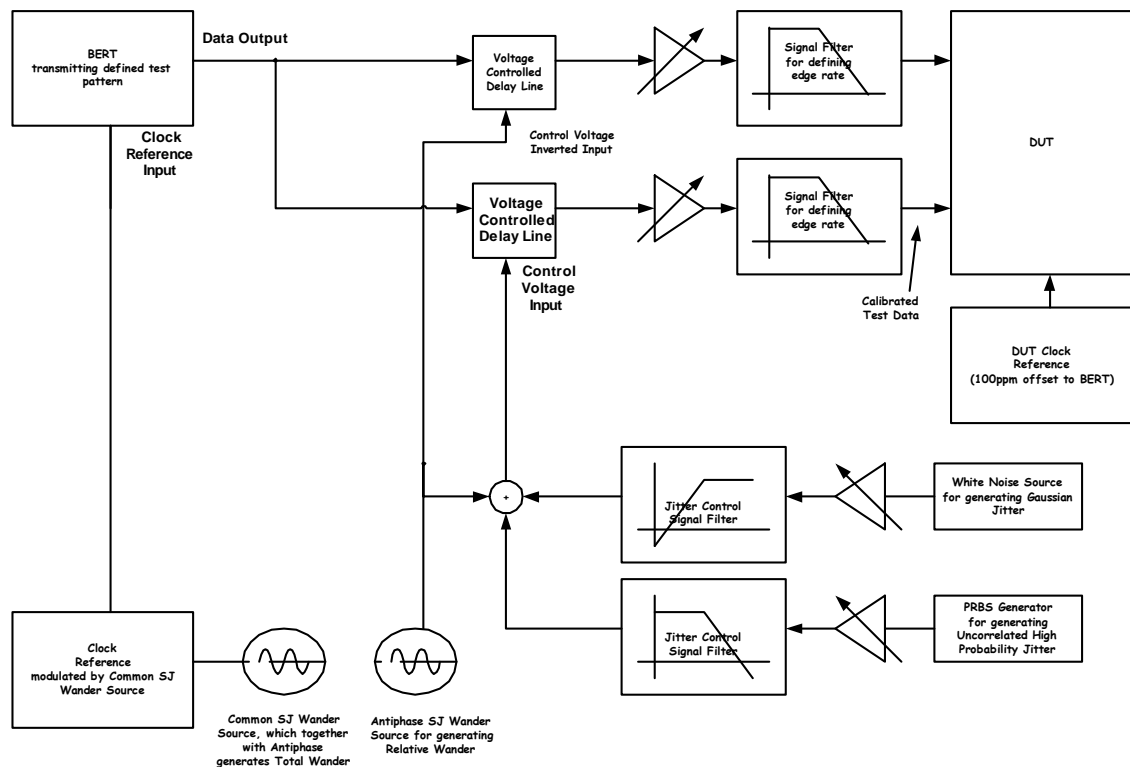 BERT
transmitting defined test
pattern
Data Output
Clock
Reference
Input
Voltage
Controlled
Delay Line
Control Voltage
Inverted Input
Signal Filter
for defining
edge rate
DUT
Voltage
Controlled
Delay Line
Control
Voltage
Input
Signal Filter
for defining
edge rate
Calibrated
Test Data
DUT Clock
Reference
(100ppm offset to BERT)
+
Jitter Control
Signal Filter
White Noise Source
for generating Gaussian
Jitter
Jitter Control
Signal Filter
PRBS Generator
for generating
Uncorrelated High
Probability Jitter
Clock
Reference
modulated by Common SJ
Wander Source
Common SJ Wander
Source, which together
with Antiphase
generates Total Wander
Antiphase SJ Wander
Source for generating
Relative Wander